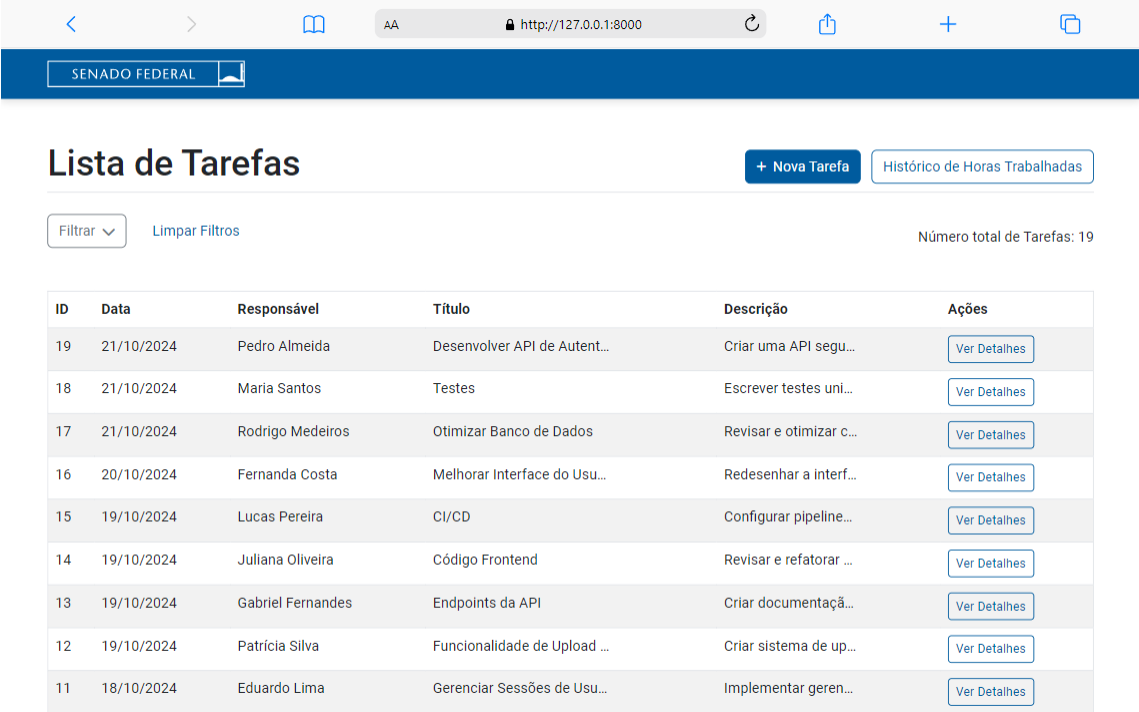 AA http://127.0.0.1:8000
SENADO FEDERAL
Lista de Tarefas
+ Nova Tarefa Histórico de Horas Trabalhadas
Filtrar Limpar Filtros
Número total de Tarefas: 19
ID Data Responsável Título Descrição Ações
19 21/10/2024 Pedro Almeida Desenvolver API de Autent... Criar uma API segu... Ver Detalhes
18 21/10/2024 Maria Santos Testes Escrever testes uni... Ver Detalhes
17 21/10/2024 Rodrigo Medeiros Otimizar Banco de Dados Revisar e otimizar c... Ver Detalhes
16 20/10/2024 Fernanda Costa Melhorar Interface do Usu... Redesenhar a interf... Ver Detalhes
15 19/10/2024 Lucas Pereira CI/CD Configurar pipeline... Ver Detalhes
14 19/10/2024 Juliana Oliveira Código Frontend Revisar e refatorar ... Ver Detalhes
13 19/10/2024 Gabriel Fernandes Endpoints da API Criar documentaçã... Ver Detalhes
12 19/10/2024 Patrícia Silva Funcionalidade de Upload ... Criar sistema de up... Ver Detalhes
11 18/10/2024 Eduardo Lima Gerenciar Sessões de Usu... Implementar geren... Ver Detalhes